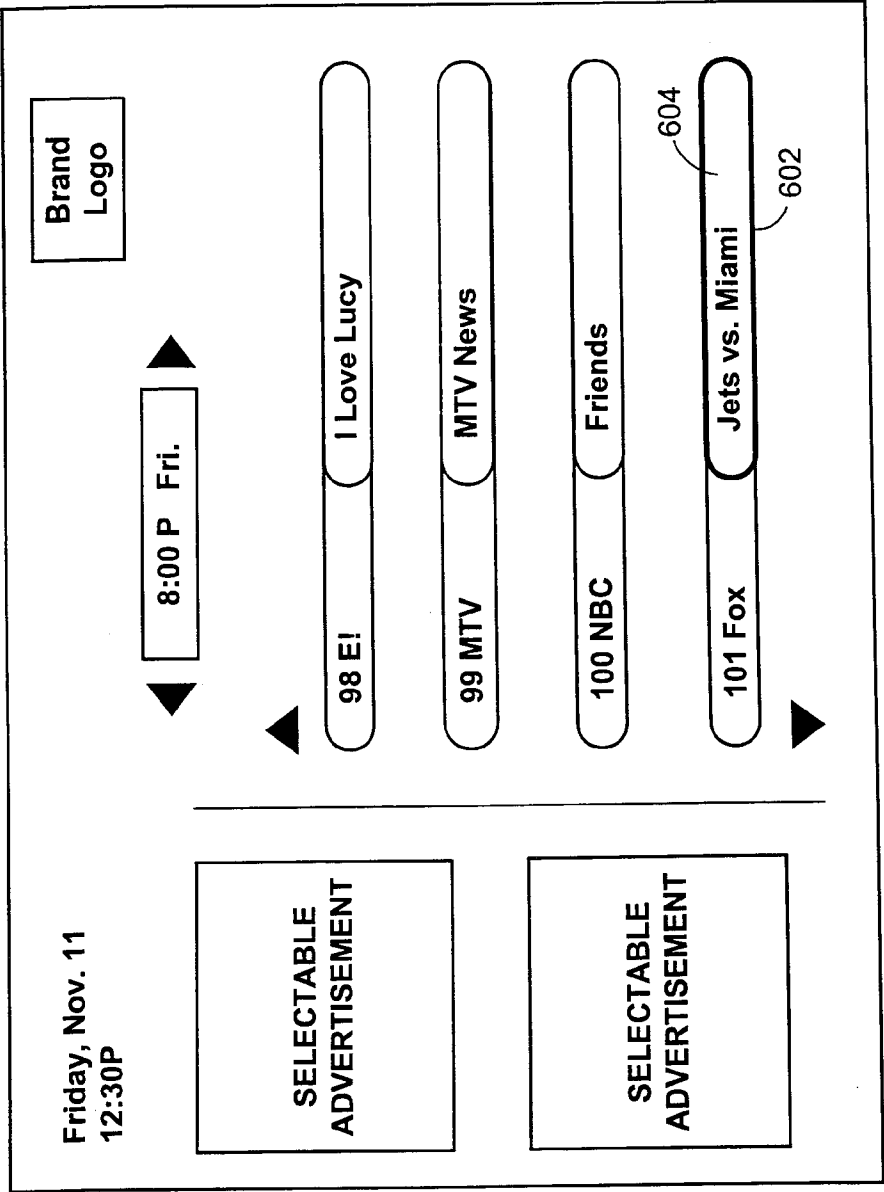 Friday, Nov. 11
12:30P
Brand
Logo
8:00 P Fri.
SELECTABLE
ADVERTISEMENT
SELECTABLE
ADVERTISEMENT
98 E!
I Love Lucy
99 MTV
MTV News
100 NBC
Friends
101 Fox
Jets vs. Miami
604
602